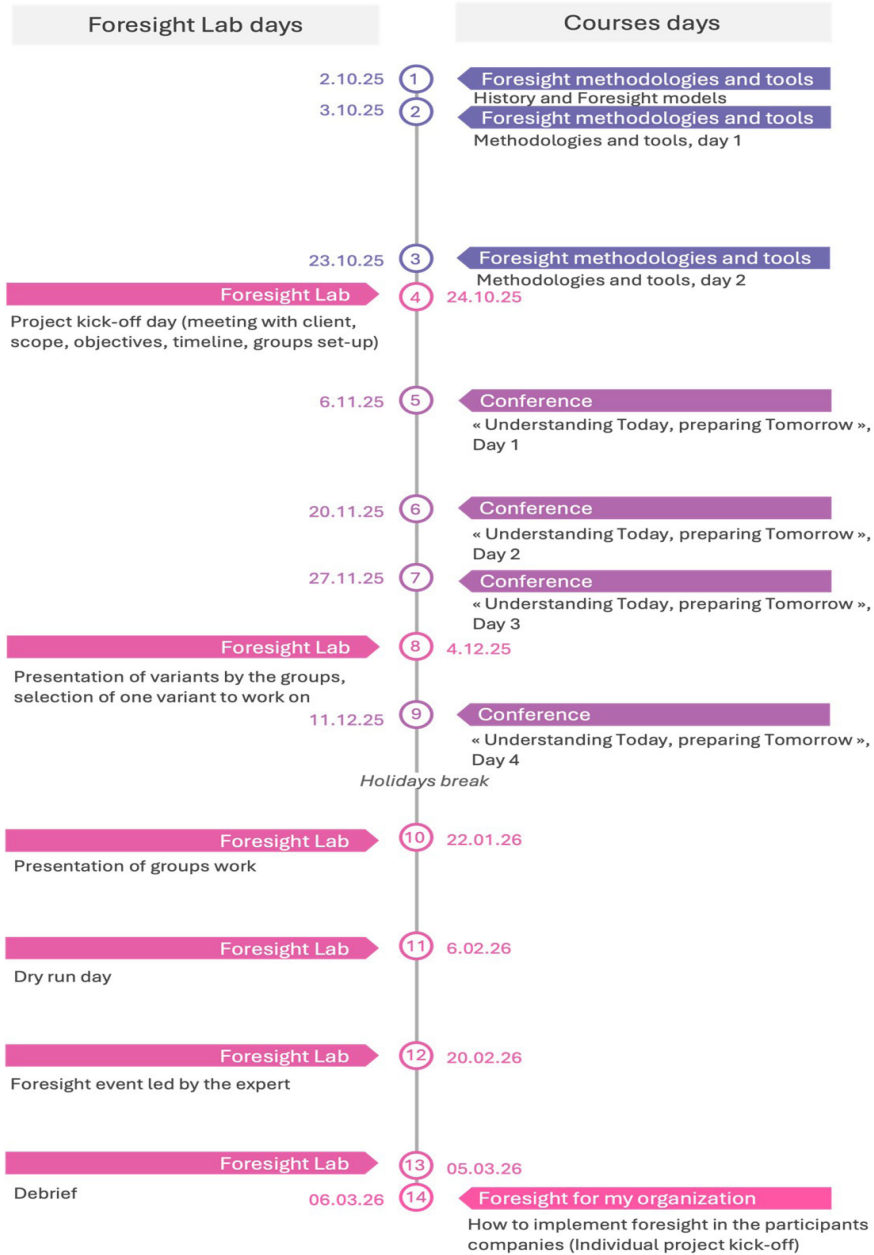 Foresight Lab days
Courses days
2.10.25
1
Foresight methodologies and tools
History and Foresight models
3.10.25
2
Foresight methodologies and tools
Methodologies and tools, day 1
23.10.25
3
Foresight methodologies and tools
Methodologies and tools, day 2
Foresight Lab
4
24.10.25
Project kick-off day (meeting with client,
scope, objectives, timeline, groups set-up)
6.11.25
5
Conference
« Understanding Today, preparing Tomorrow »,
Day 1
20.11.25
6
Conference
« Understanding Today, preparing Tomorrow »,
Day 2
27.11.25
7
Conference
« Understanding Today, preparing Tomorrow »,
Day 3
Foresight Lab
8
4.12.25
Presentation of variants by the groups,
selection of one variant to work on
11.12.25
9
Conference
« Understanding Today, preparing Tomorrow »,
Day 4
Holidays break
Foresight Lab
10
22.01.26
Presentation of groups work
Foresight Lab
11
6.02.26
Dry run day
Foresight Lab
12
20.02.26
Foresight event led by the expert
Foresight Lab
13
05.03.26
Debrief
06.03.26
14
Foresight for my organization
How to implement foresight in the participants
companies (Individual project kick-off)